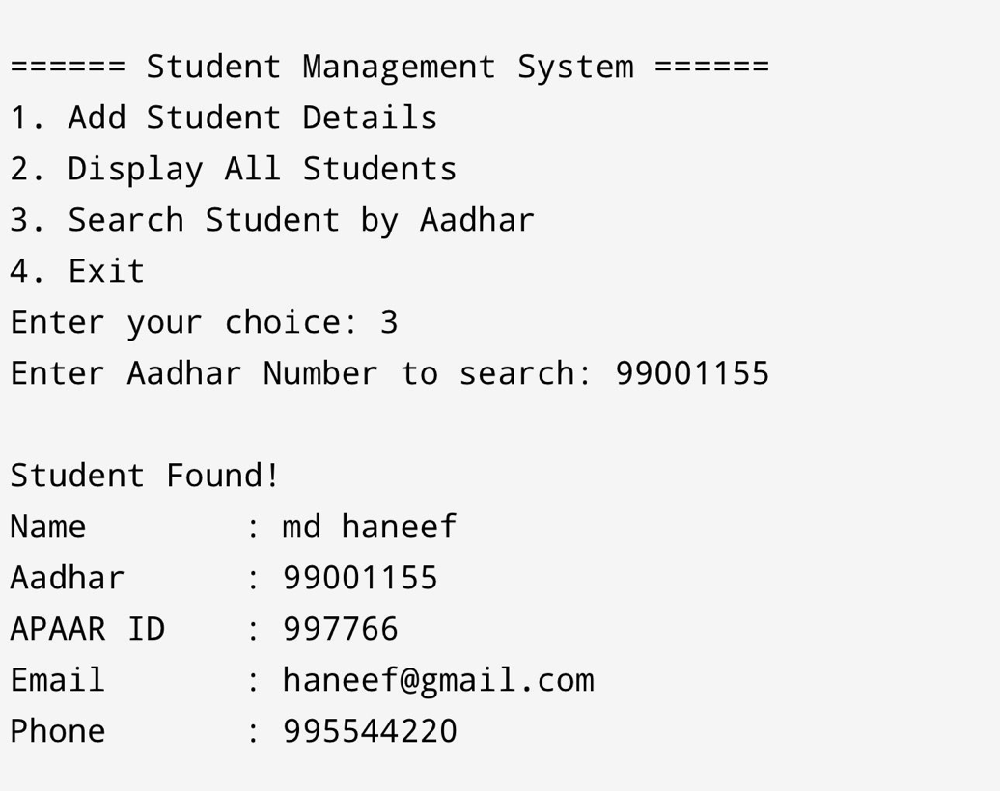 ====== Student Management System ======
1. Add Student Details
2. Display All Students
3. Search Student by Aadhar
4. Exit
Enter your choice: 3
Enter Aadhar Number to search: 99001155

Student Found!
Name        : md haneef
Aadhar      : 99001155
APAAR ID    : 997766
Email       : haneef@gmail.com
Phone       : 995544220